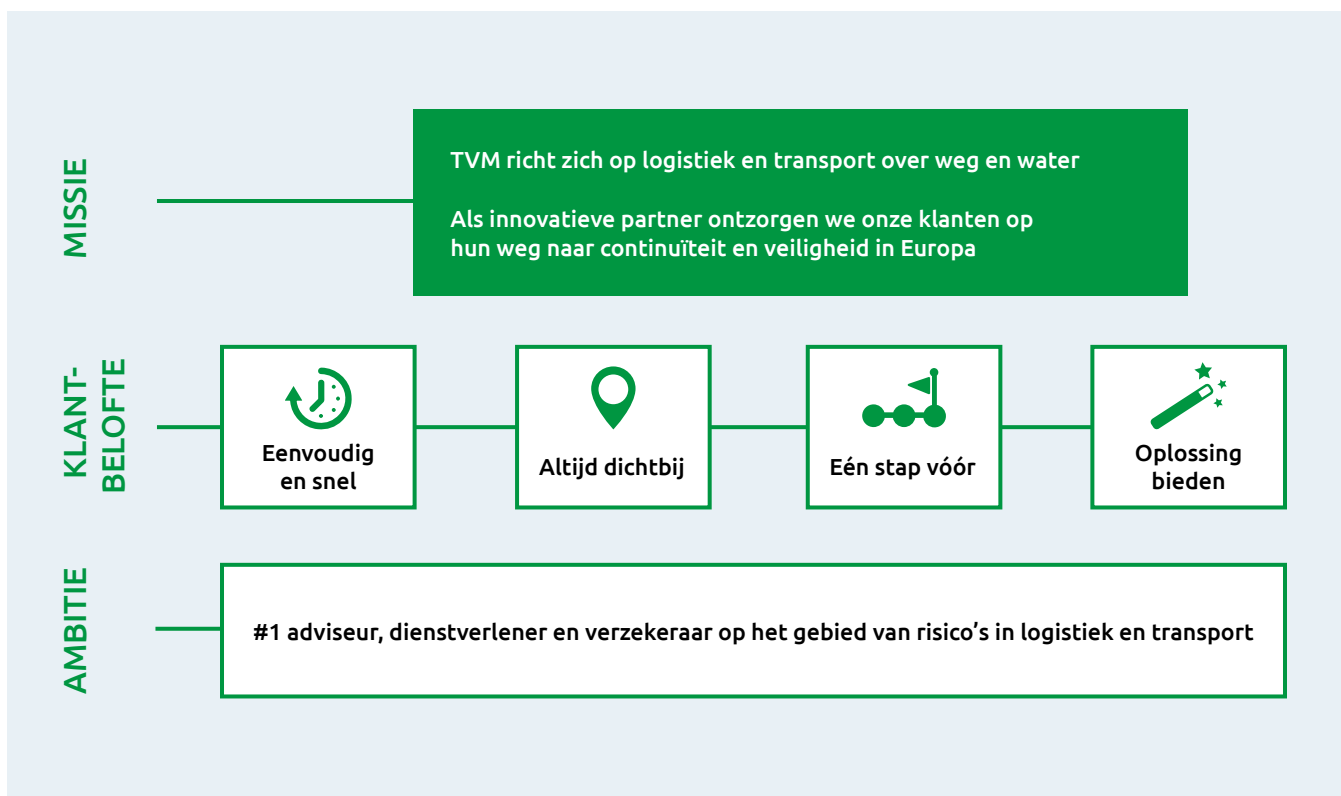 MISSIE
TVM richt zich op logistiek en transport over weg en water
Als innovatieve partner ontzorgen we onze klanten op
hun weg naar continuïteit en veiligheid in Europa
KLANT-
BELOFTE
Eenvoudig
en snel
Altijd dichtbij
Eén stap vóór
Oplossing
bieden
AMBITIE
#1 adviseur, dienstverlener en verzekeraar op het gebied van risico’s in logistiek en transport